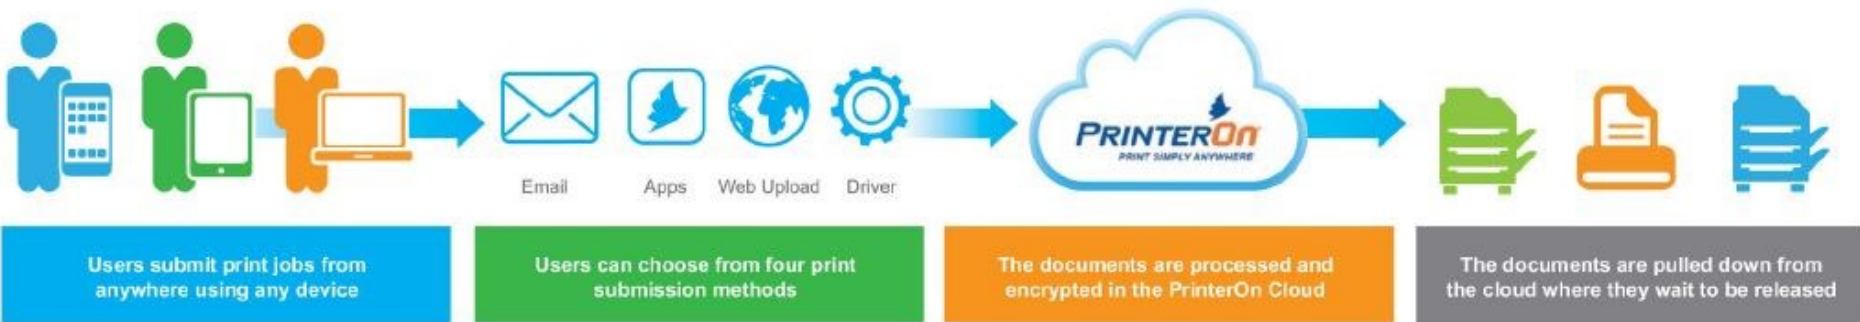 Email
Apps
Web Upload
Driver
PRINTERON
PRINT SIMPLY ANYWHERE
Users submit print jobs from
anywhere using any device
Users can choose from four print
submission methods
The documents are processed and
encrypted in the PrinterOn Cloud
The documents are pulled down from
the cloud where they wait to be released